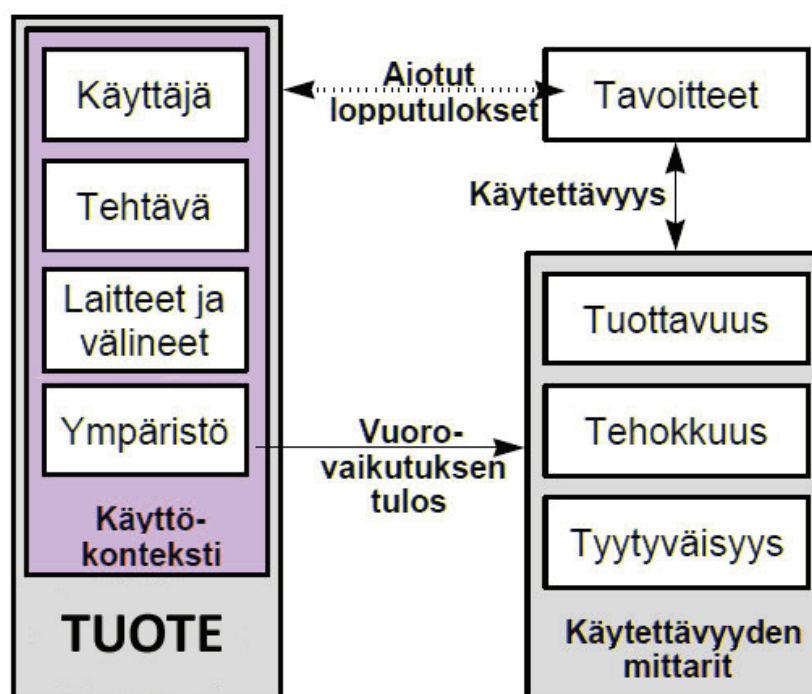 Käyttäjä
Tehtävä
Laitteet ja
välineet
Ympäristö
Käyttö-
konteksti
TUOTE
Aiotut
lopputulokset
Tavoitteet
Käytettävyys
Vuoro-
vaikutuksen
tulos
Tuottavuus
Tehokkuus
Tyytyväisyys
Käytettävyyden
mittarit